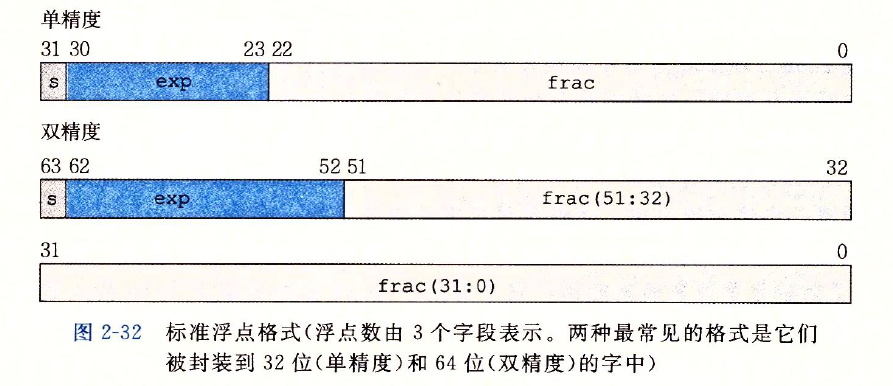 单精度
31 30 23 22 0
s exp frac
双精度
63 62 52 51 32
s exp frac(51:32)
31 0
frac(31:0)
图 2-32 标准浮点格式(浮点数由 3 个字段表示。两种最常见的格式是它们
被封装到 32 位(单精度)和 64 位(双精度)的字中)